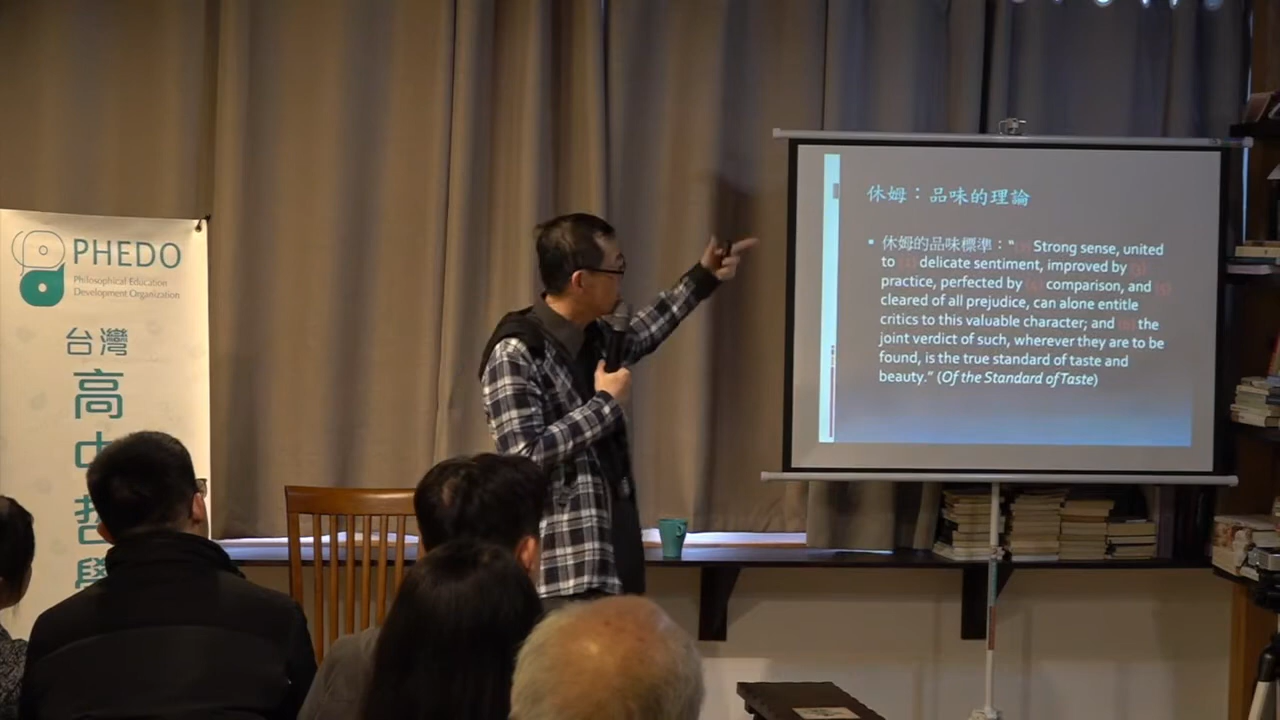 PHEDO
Philosophical Education
Development Organization
台灣
高
中
哲
學
休姆：品味的理論
▪ 休姆的品味標準：“(1) Strong sense, united
to (2) delicate sentiment, improved by (3)
practice, perfected by (4) comparison, and (5)
cleared of all prejudice, can alone entitle
critics to this valuable character; and (6) the
joint verdict of such, wherever they are to be
found, is the true standard of taste and
beauty.” (Of the Standard of Taste)